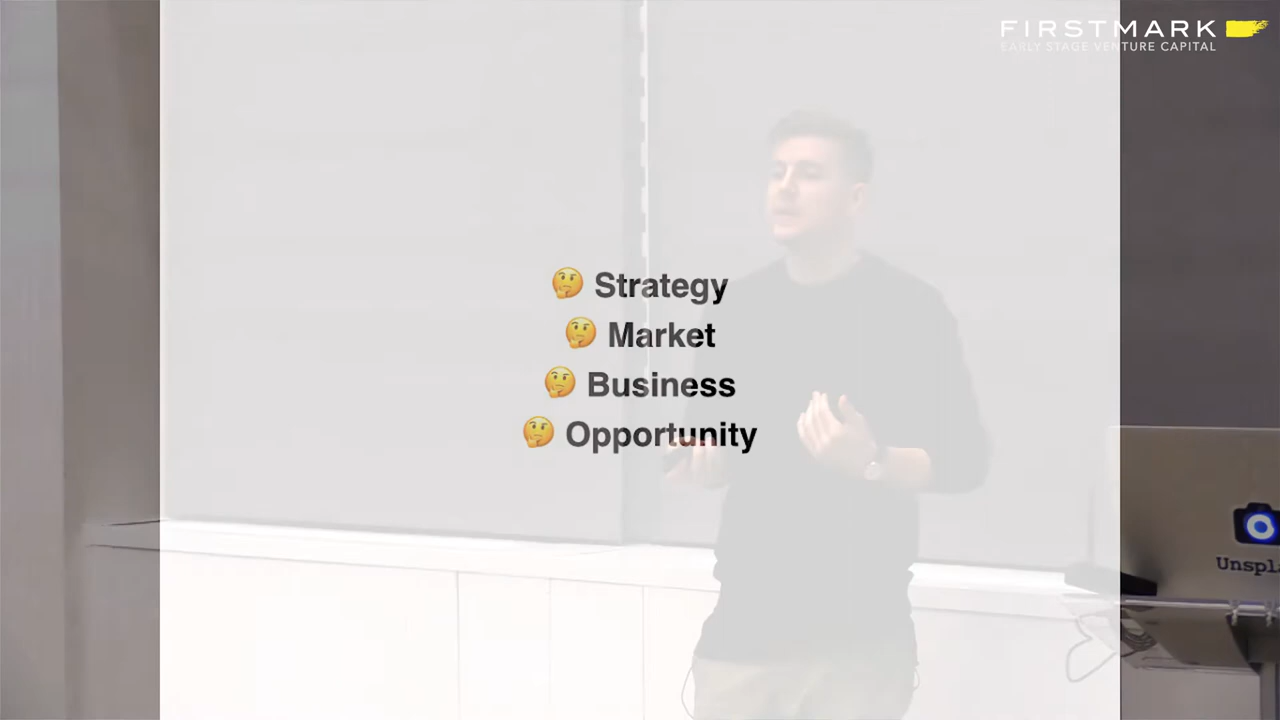 FIRSTMARK
EARLY STAGE VENTURE CAPITAL
🤔 Strategy
🤔 Market
🤔 Business
🤔 Opportunity